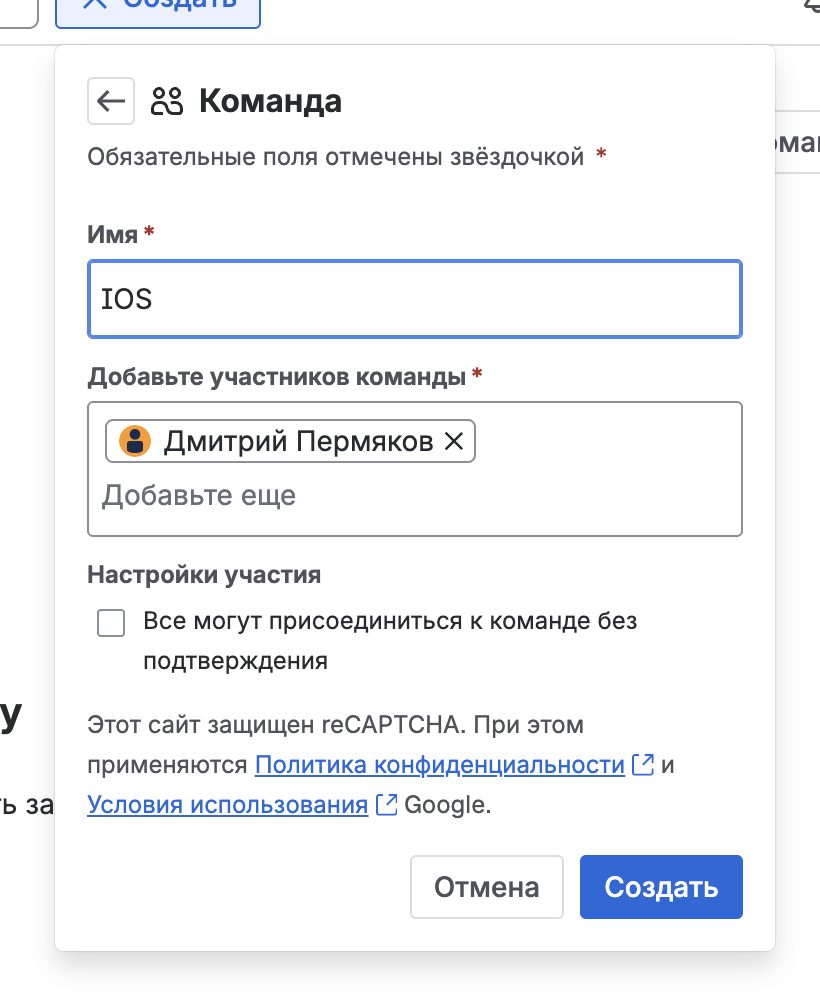 Создать
Команда
Обязательные поля отмечены звёздочкой *
Имя *
IOS
Добавьте участников команды *
Дмитрий Пермяков
Добавьте еще
Настройки участия
Все могут присоединиться к команде без
подтверждения
Этот сайт защищен reCAPTCHA. При этом
применяются Политика конфиденциальности и
Условия использования Google.
Отмена
Создать